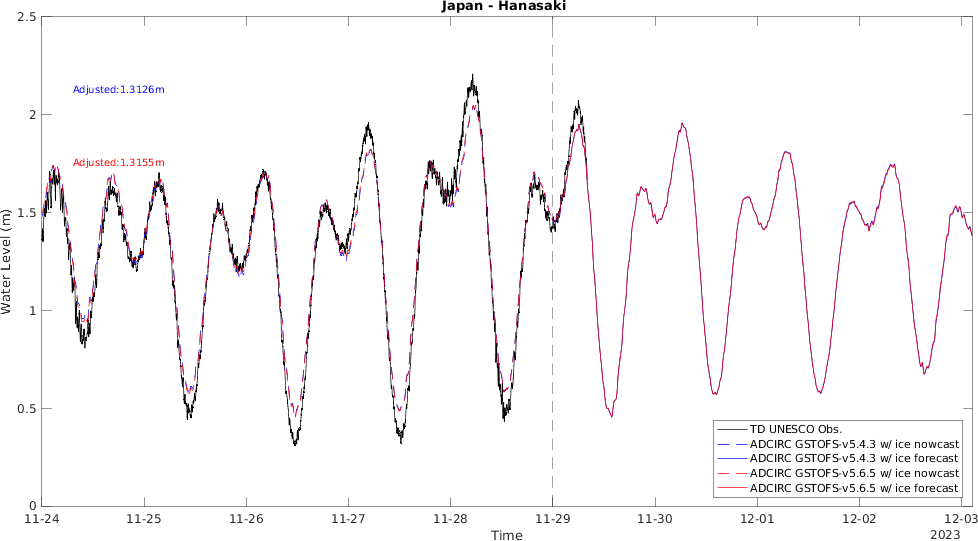 Japan - Hanasaki
2.5
2
1.5
1
0.5
0
Water Level (m)
Adjusted:1.3126m
Adjusted:1.3155m
TD UNESCO Obs.
ADCIRC GSTOFS-v5.4.3 w/ ice nowcast
ADCIRC GSTOFS-v5.4.3 w/ ice forecast
ADCIRC GSTOFS-v5.6.5 w/ ice nowcast
ADCIRC GSTOFS-v5.6.5 w/ ice forecast
11-24 11-25 11-26 11-27 11-28 11-29 11-30 12-01 12-02 12-03
2023
Time